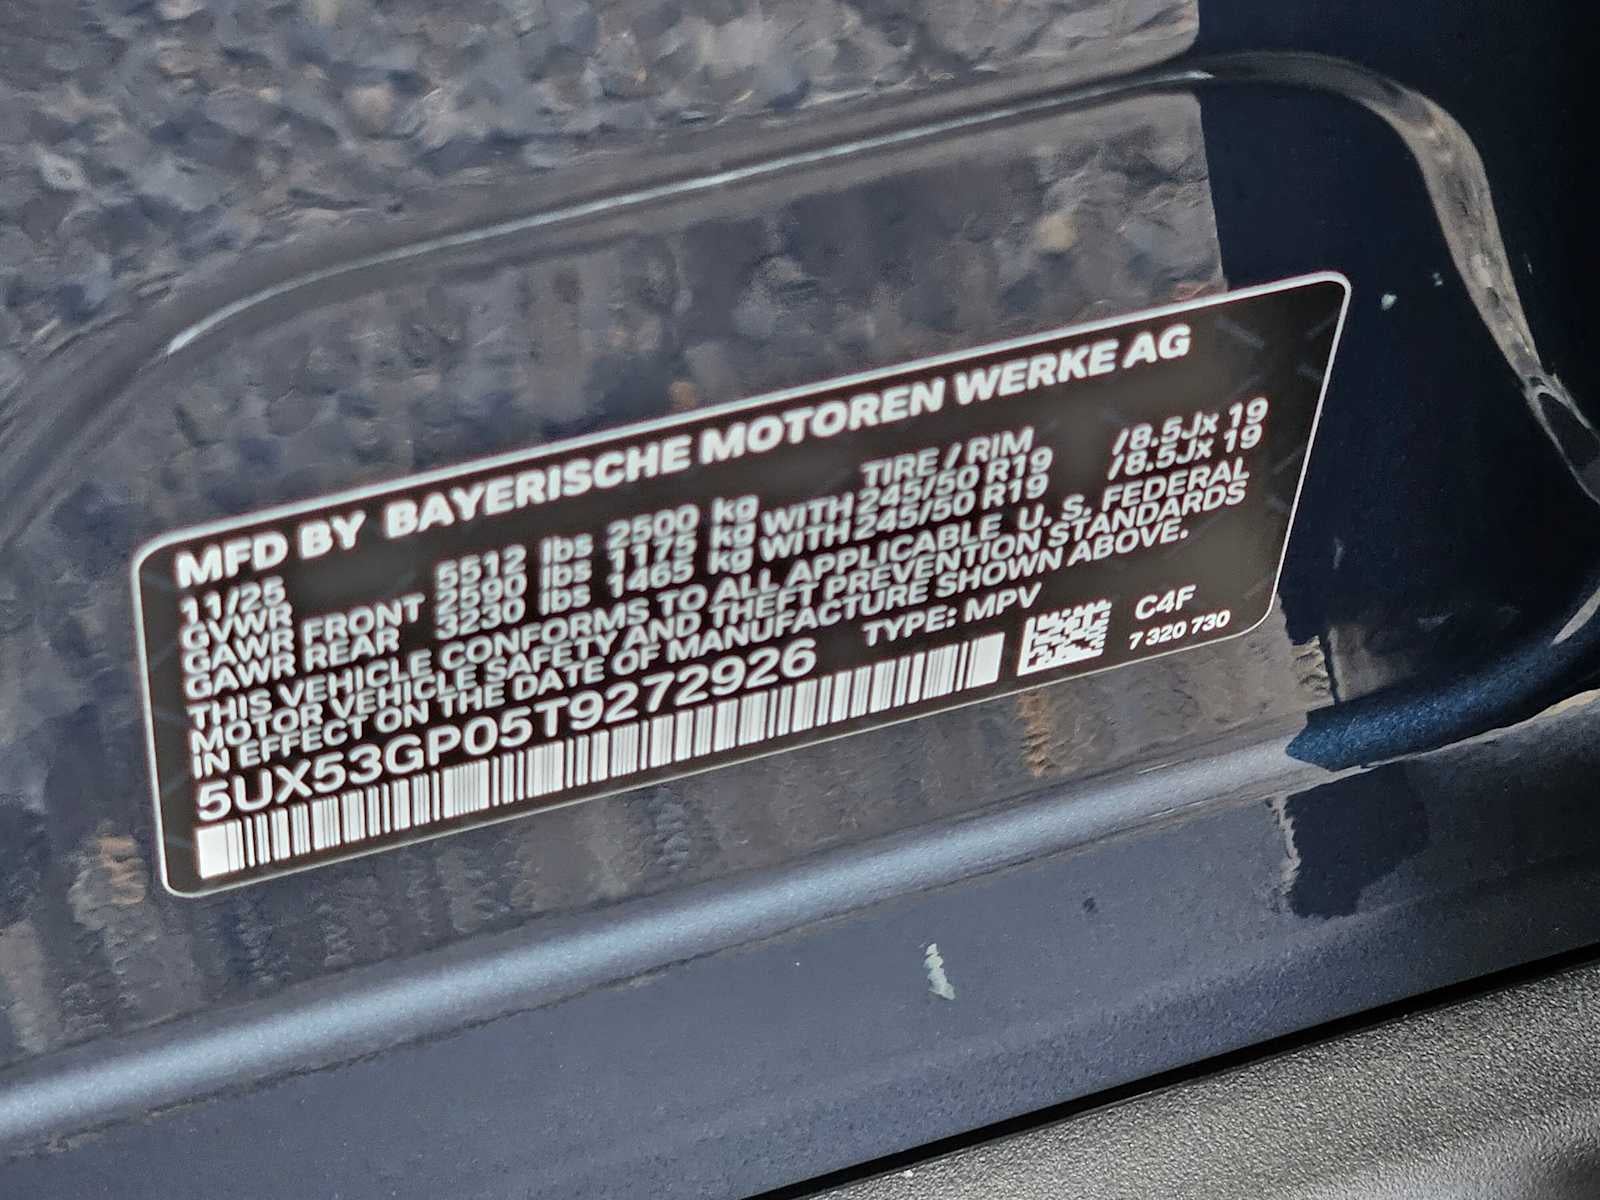 MFD BY BAYERISCHE MOTOREN WERKE AG
11/25 TIRE / RIM
GVWR 5512 lbs 2500 kg
GAWR FRONT 2590 lbs 1175 kg WITH 245/50 R19 /8.5Jx 19
GAWR REAR 3230 lbs 1465 kg WITH 245/50 R19 /8.5Jx 19
THIS VEHICLE CONFORMS TO ALL APPLICABLE U. S. FEDERAL
MOTOR VEHICLE SAFETY AND THEFT PREVENTION STANDARDS
IN EFFECT ON THE DATE OF MANUFACTURE SHOWN ABOVE.
5UX53GP05T9272926 TYPE: MPV C4F
7 320 730